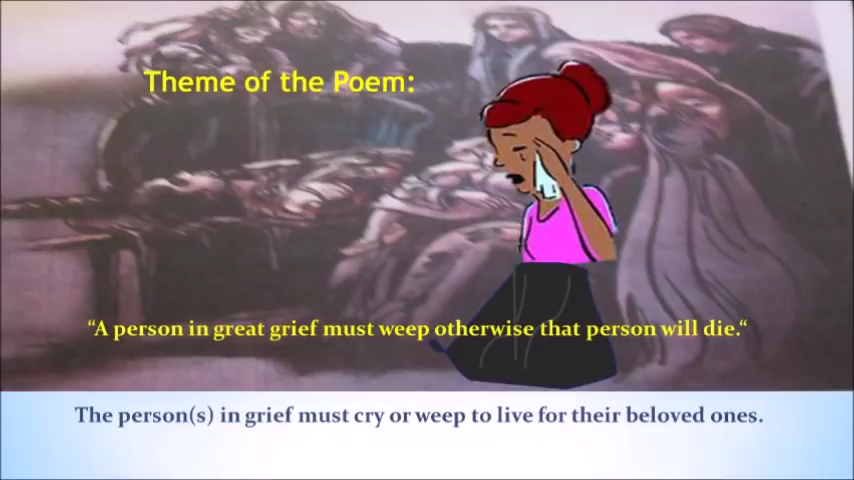 Theme of the Poem:
“A person in great grief must weep otherwise that person will die.“
The person(s) in grief must cry or weep to live for their beloved ones.